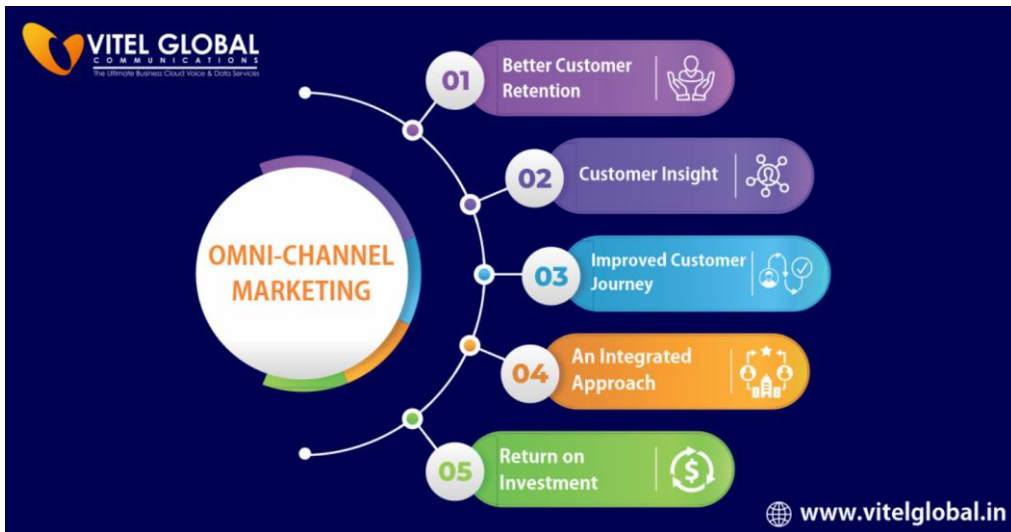 VITEL GLOBAL
COMMUNICATIONS
The Ultimate Business Cloud Voice & Data Services
OMNI-CHANNEL
MARKETING
01
Better Customer
Retention
02
Customer Insight
03
Improved Customer
Journey
04
An Integrated
Approach
05
Return on
Investment
$
www.vitelglobal.in